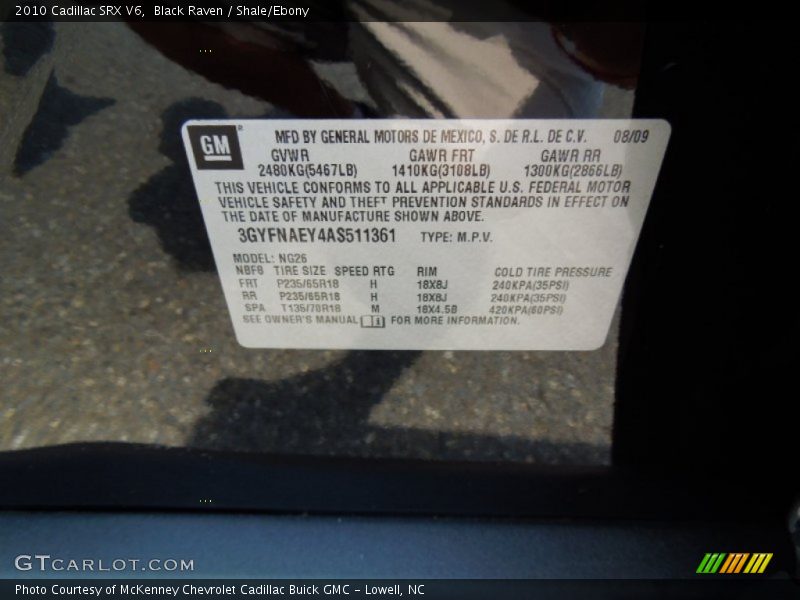 2010 Cadillac SRX V6, Black Raven / Shale/Ebony
GM
MFD BY GENERAL MOTORS DE MEXICO, S. DE R.L. DE C.V. 08/09
GVWR GAWR FRT GAWR RR
2480KG(5467LB) 1410KG(3108LB) 1300KG(2866LB)
THIS VEHICLE CONFORMS TO ALL APPLICABLE U.S. FEDERAL MOTOR
VEHICLE SAFETY AND THEFT PREVENTION STANDARDS IN EFFECT ON
THE DATE OF MANUFACTURE SHOWN ABOVE.
3GYFNAEY4AS511361 TYPE: M.P.V.
MODEL: NG26
NBF8 TIRE SIZE SPEED RTG RIM COLD TIRE PRESSURE
FRT P235/65R18 H 18X8J 240KPA(35PSI)
RR P235/65R18 H 18X8J 240KPA(35PSI)
SPA T135/70R18 M 18X4.5B 420KPA(60PSI)
SEE OWNER'S MANUAL FOR MORE INFORMATION.
GTCARLOT.COM
Photo Courtesy of McKenney Chevrolet Cadillac Buick GMC - Lowell, NC